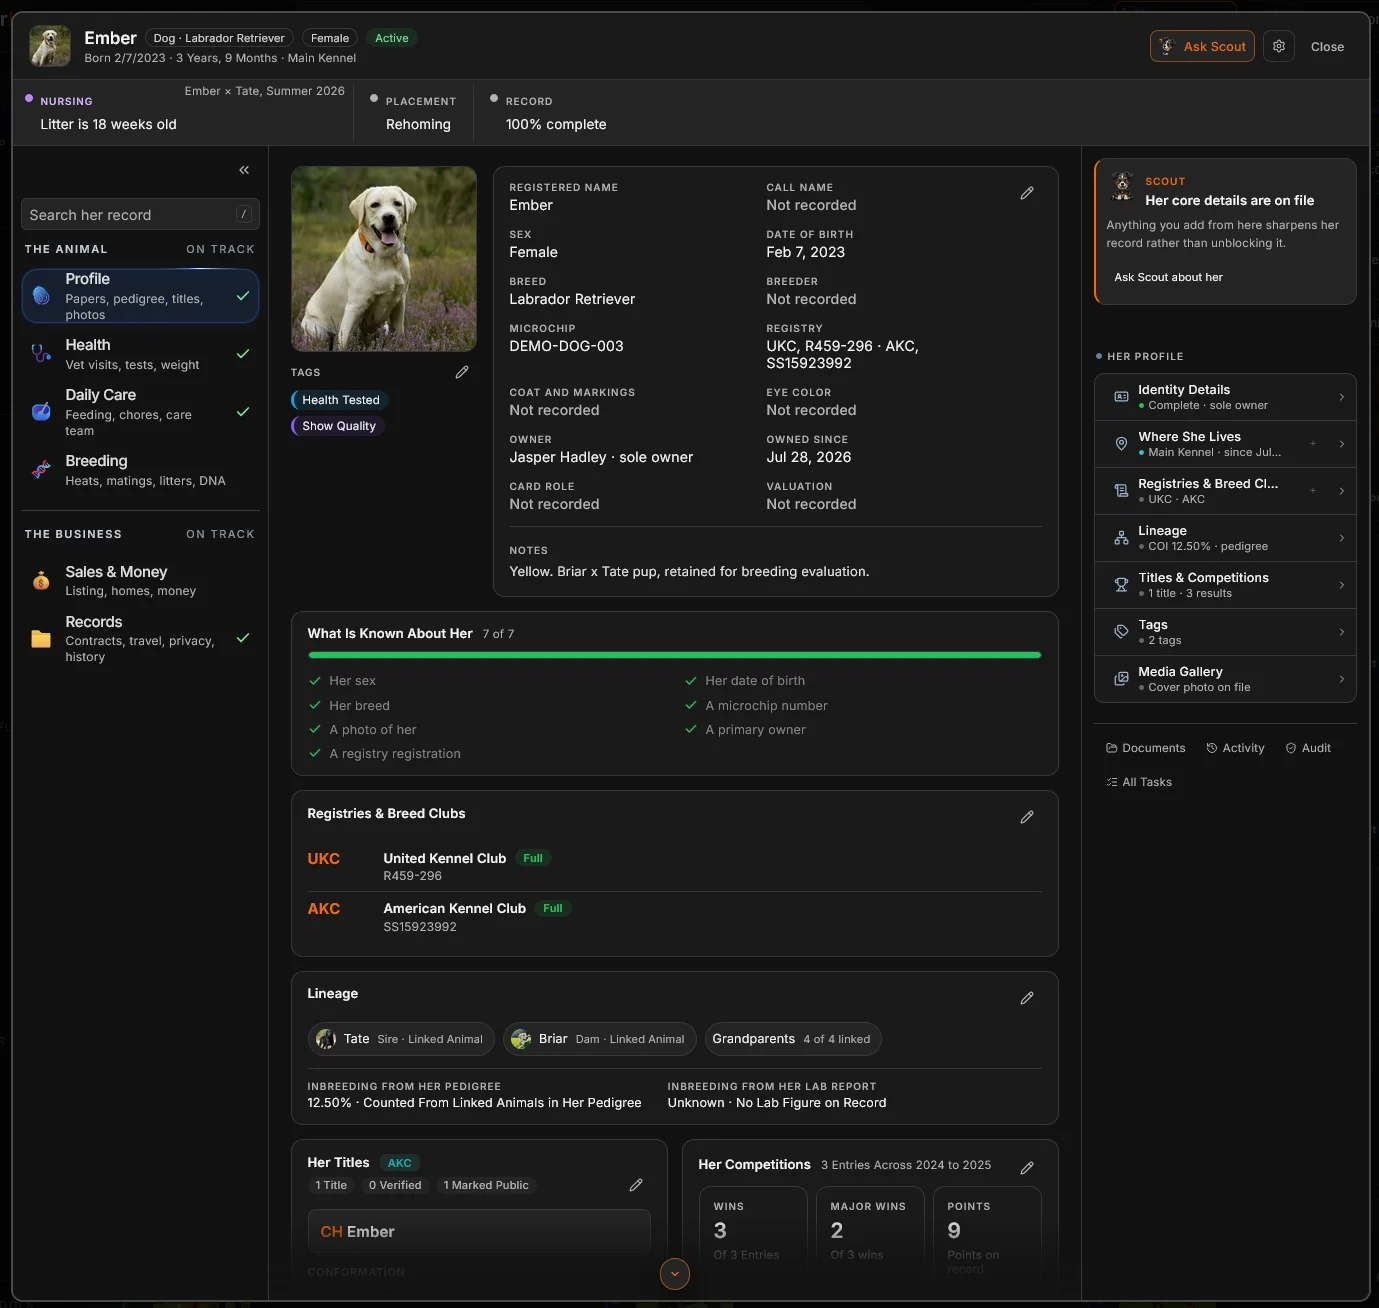 Ember
Dog · Labrador Retriever
Female
Active
Born 2/7/2023 · 3 Years, 9 Months · Main Kennel
Ask Scout
Close
NURSING
Ember × Tate, Summer 2026
Litter is 18 weeks old
PLACEMENT
Rehoming
RECORD
100% complete
«
Search her record
/
THE ANIMAL
ON TRACK
Profile
Papers, pedigree, titles,
photos
Health
Vet visits, tests, weight
Daily Care
Feeding, chores, care
team
Breeding
Heats, matings, litters, DNA
THE BUSINESS
ON TRACK
Sales & Money
Listing, homes, money
Records
Contracts, travel, privacy,
history
TAGS
Health Tested
Show Quality
REGISTERED NAME
Ember
CALL NAME
Not recorded
SEX
Female
DATE OF BIRTH
Feb 7, 2023
BREED
Labrador Retriever
BREEDER
Not recorded
MICROCHIP
DEMO-DOG-003
REGISTRY
UKC, R459-296 · AKC,
SS15923992
COAT AND MARKINGS
Not recorded
EYE COLOR
Not recorded
OWNER
Jasper Hadley · sole owner
OWNED SINCE
Jul 28, 2026
CARD ROLE
Not recorded
VALUATION
Not recorded
NOTES
Yellow. Briar x Tate pup, retained for breeding evaluation.
What Is Known About Her 7 of 7
Her sex
Her date of birth
Her breed
A microchip number
A photo of her
A primary owner
A registry registration
Registries & Breed Clubs
UKC
United Kennel Club
Full
R459-296
AKC
American Kennel Club
Full
SS15923992
Lineage
Tate Sire · Linked Animal
Briar Dam · Linked Animal
Grandparents 4 of 4 linked
INBREEDING FROM HER PEDIGREE
12.50% · Counted From Linked Animals in Her Pedigree
INBREEDING FROM HER LAB REPORT
Unknown · No Lab Figure on Record
Her Titles
AKC
1 Title
0 Verified
1 Marked Public
CH Ember
CONFORMATION
Her Competitions 3 Entries Across 2024 to 2025
WINS
3
Of 3 Entries
MAJOR WINS
2
Of 3 wins
POINTS
9
Points on
record
SCOUT
Her core details are on file
Anything you add from here sharpens her
record rather than unblocking it.
Ask Scout about her
HER PROFILE
Identity Details
Complete · sole owner
Where She Lives
Main Kennel · since Jul...
+
Registries & Breed Cl...
UKC · AKC
+
Lineage
COI 12.50% · pedigree
Titles & Competitions
1 title · 3 results
Tags
2 tags
Media Gallery
Cover photo on file
Documents
Activity
Audit
All Tasks